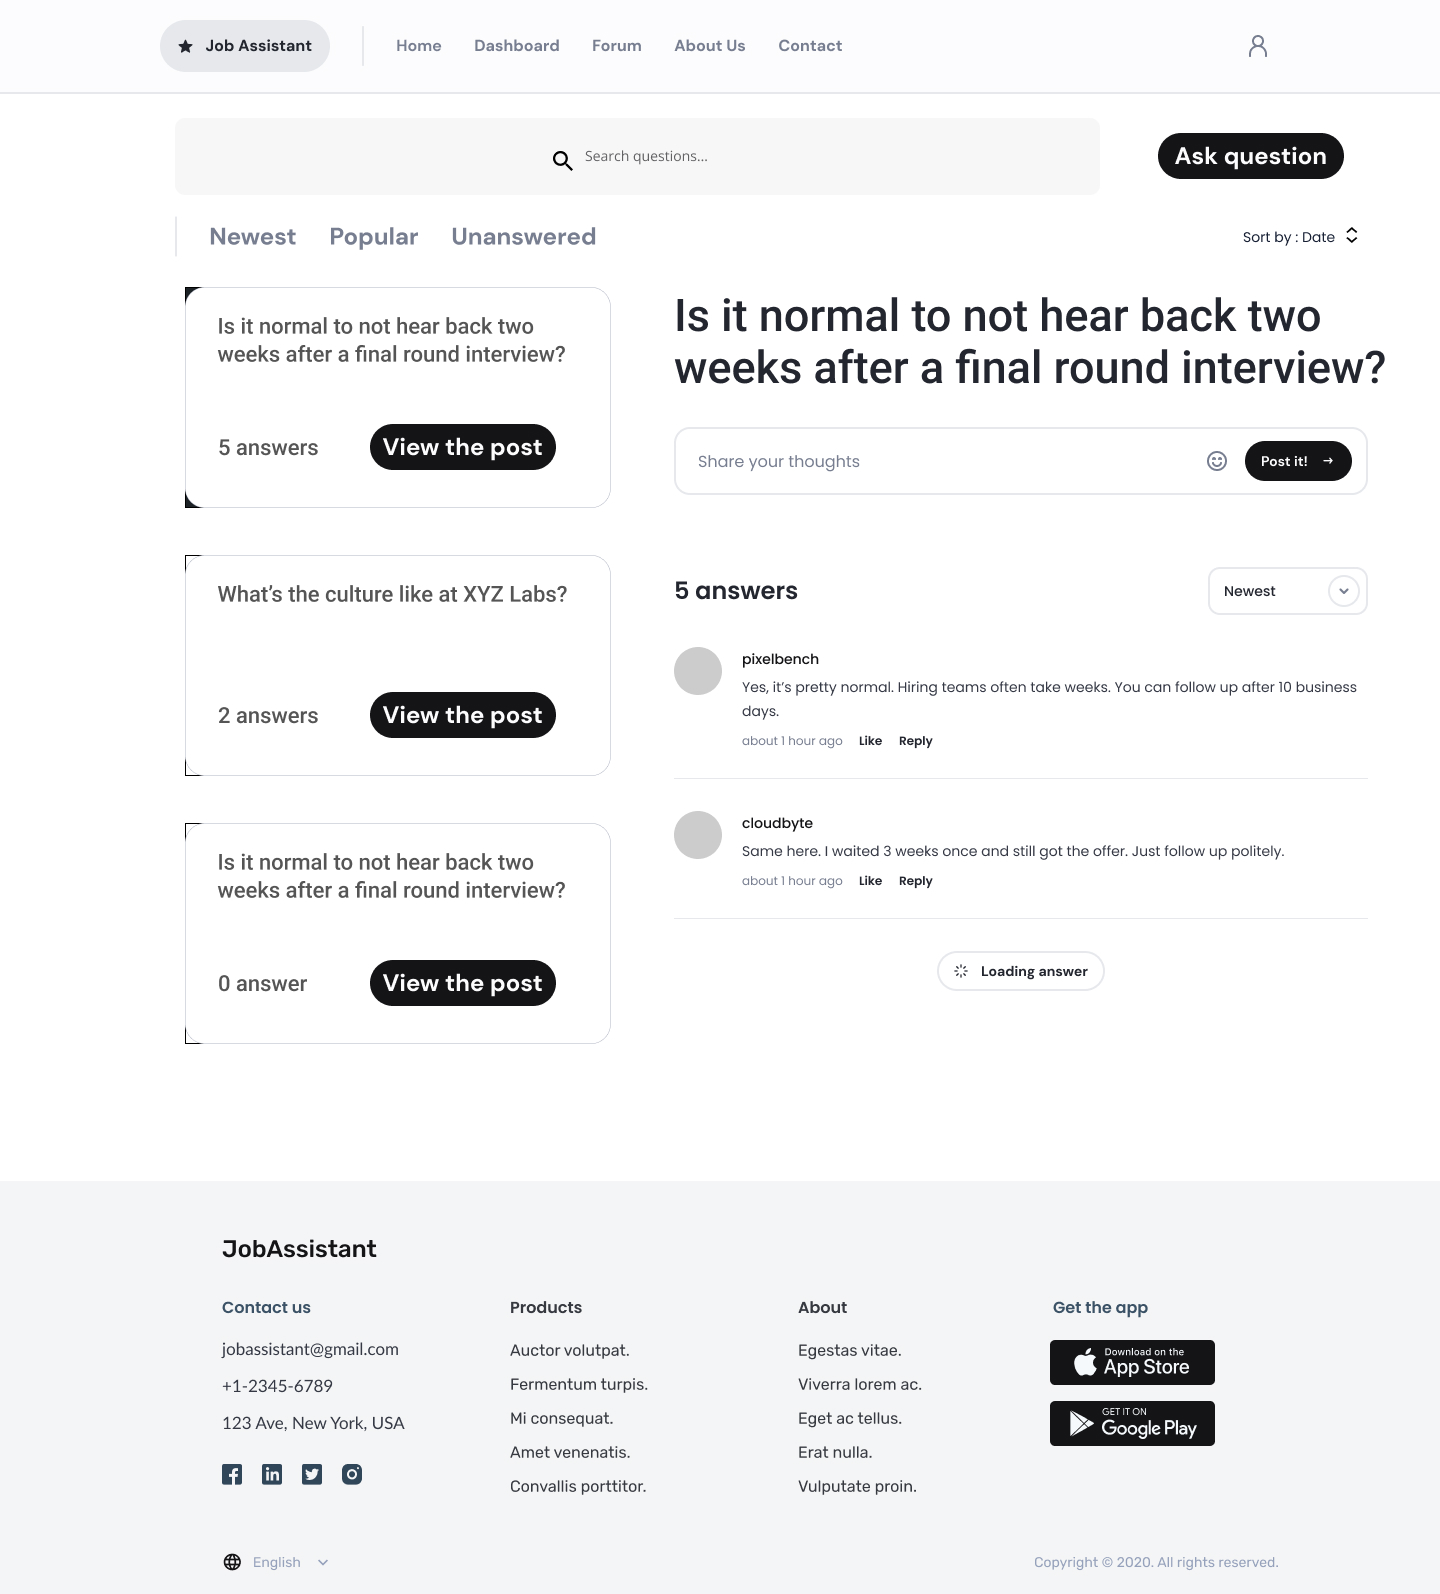 Job Assistant
Home
Dashboard
Forum
About Us
Contact
Search questions...
Ask question
Newest
Popular
Unanswered
Sort by : Date
Is it normal to not hear back two
weeks after a final round interview?
5 answers
View the post
What's the culture like at XYZ Labs?
2 answers
View the post
Is it normal to not hear back two
weeks after a final round interview?
0 answer
View the post
Is it normal to not hear back two
weeks after a final round interview?
Share your thoughts
Post it!
5 answers
Newest
pixelbench
Yes, it's pretty normal. Hiring teams often take weeks. You can follow up after 10 business
days.
about 1 hour ago
Like
Reply
cloudbyte
Same here. I waited 3 weeks once and still got the offer. Just follow up politely.
about 1 hour ago
Like
Reply
Loading answer
JobAssistant
Contact us
jobassistant@gmail.com
+1-2345-6789
123 Ave, New York, USA
Products
Auctor volutpat.
Fermentum turpis.
Mi consequat.
Amet venenatis.
Convallis porttitor.
About
Egestas vitae.
Viverra lorem ac.
Eget ac tellus.
Erat nulla.
Vulputate proin.
Get the app
Download on the
App Store
GET IT ON
Google Play
English
Copyright © 2020. All rights reserved.